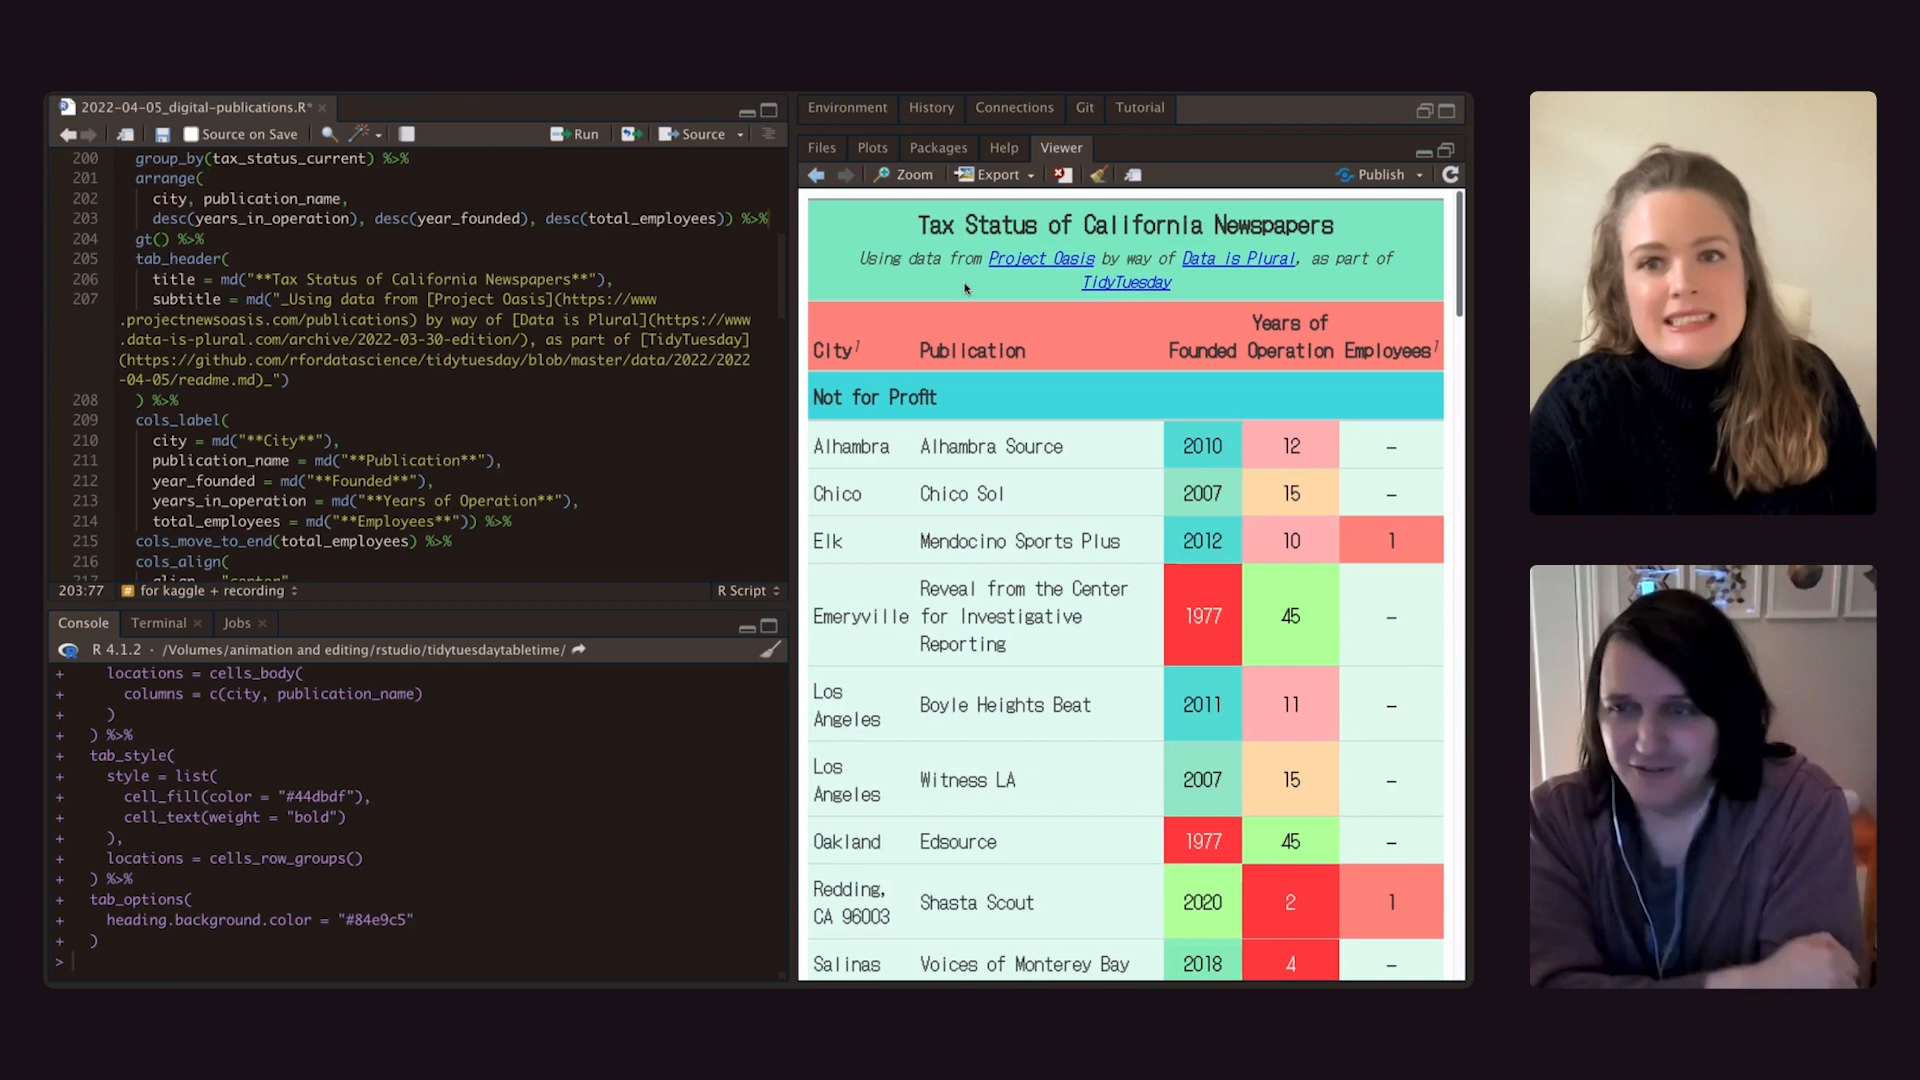 2022-04-05_digital-publications.R*
Source on Save
Run
Source
200 group_by(tax_status_current) %>%
201 arrange(
202 city, publication_name,
203 desc(years_in_operation), desc(year_founded), desc(total_employees)) %>%
204 gt() %>%
205 tab_header(
206 title = md("**Tax Status of California Newspapers**"),
207 subtitle = md("_Using data from [Project Oasis](https://www
.projectnewsoasis.com/publications) by way of [Data is Plural](https://www
.data-is-plural.com/archive/2022-03-30-edition/), as part of [TidyTuesday]
(https://github.com/rfordatascience/tidytuesday/blob/master/data/2022/2022
-04-05/readme.md)_")
208 ) %>%
209 cols_label(
210 city = md("**City**"),
211 publication_name = md("**Publication**"),
212 year_founded = md("**Founded**"),
213 years_in_operation = md("**Years of Operation**"),
214 total_employees = md("**Employees**")) %>%
215 cols_move_to_end(total_employees) %>%
216 cols_align(
217 align = "center"
203:77 # for kaggle + recording R Script
Console Terminal Jobs
R 4.1.2 · /Volumes/animation and editing/rstudio/tidytuesdaytabletime/
+ locations = cells_body(
+ columns = c(city, publication_name)
+ )
+ ) %>%
+ tab_style(
+ style = list(
+ cell_fill(color = "#44dbdf"),
+ cell_text(weight = "bold")
+ ),
+ locations = cells_row_groups()
+ ) %>%
+ tab_options(
+ heading.background.color = "#84e9c5"
+ )
>
Environment History Connections Git Tutorial
Files Plots Packages Help Viewer
Zoom Export Publish
Tax Status of California Newspapers
Using data from Project Oasis by way of Data is Plural, as part of
TidyTuesday
City1 Publication Founded Years of Operation Employees1
Not for Profit
Alhambra Alhambra Source 2010 12 –
Chico Chico Sol 2007 15 –
Elk Mendocino Sports Plus 2012 10 1
Emeryville Reveal from the Center for Investigative Reporting 1977 45 –
Los Angeles Boyle Heights Beat 2011 11 –
Los Angeles Witness LA 2007 15 –
Oakland Edsource 1977 45 –
Redding, CA 96003 Shasta Scout 2020 2 1
Salinas Voices of Monterey Bay 2018 4 –